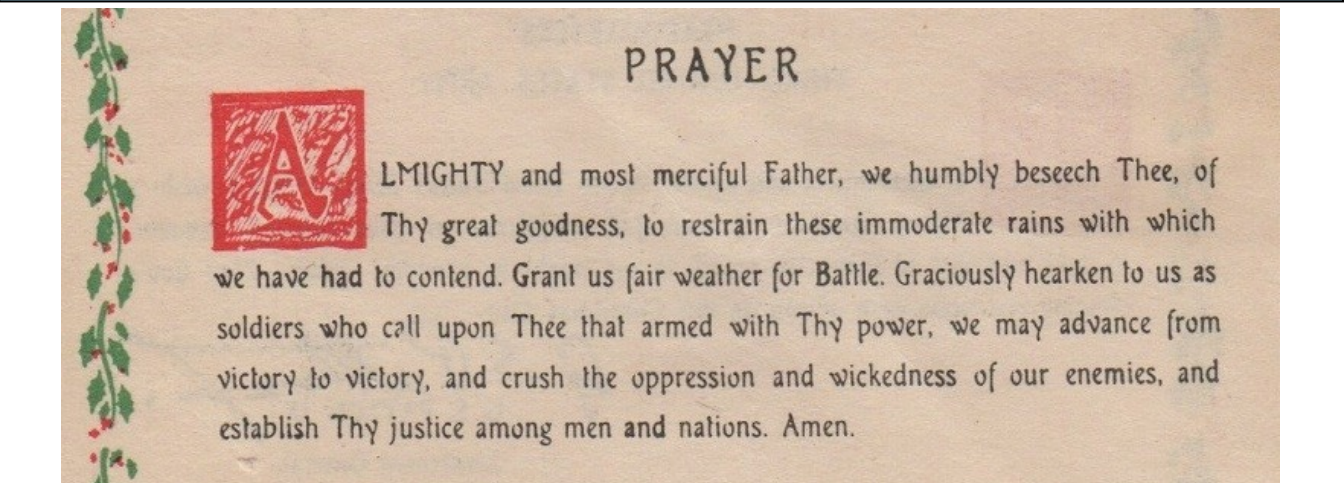 PRAYER
ALMIGHTY and most merciful Father, we humbly beseech Thee, of
Thy great goodness, to restrain these immoderate rains with which
we have had to contend. Grant us fair weather for Battle. Graciously hearken to us as
soldiers who call upon Thee that armed with Thy power, we may advance from
victory to victory, and crush the oppression and wickedness of our enemies, and
establish Thy justice among men and nations. Amen.